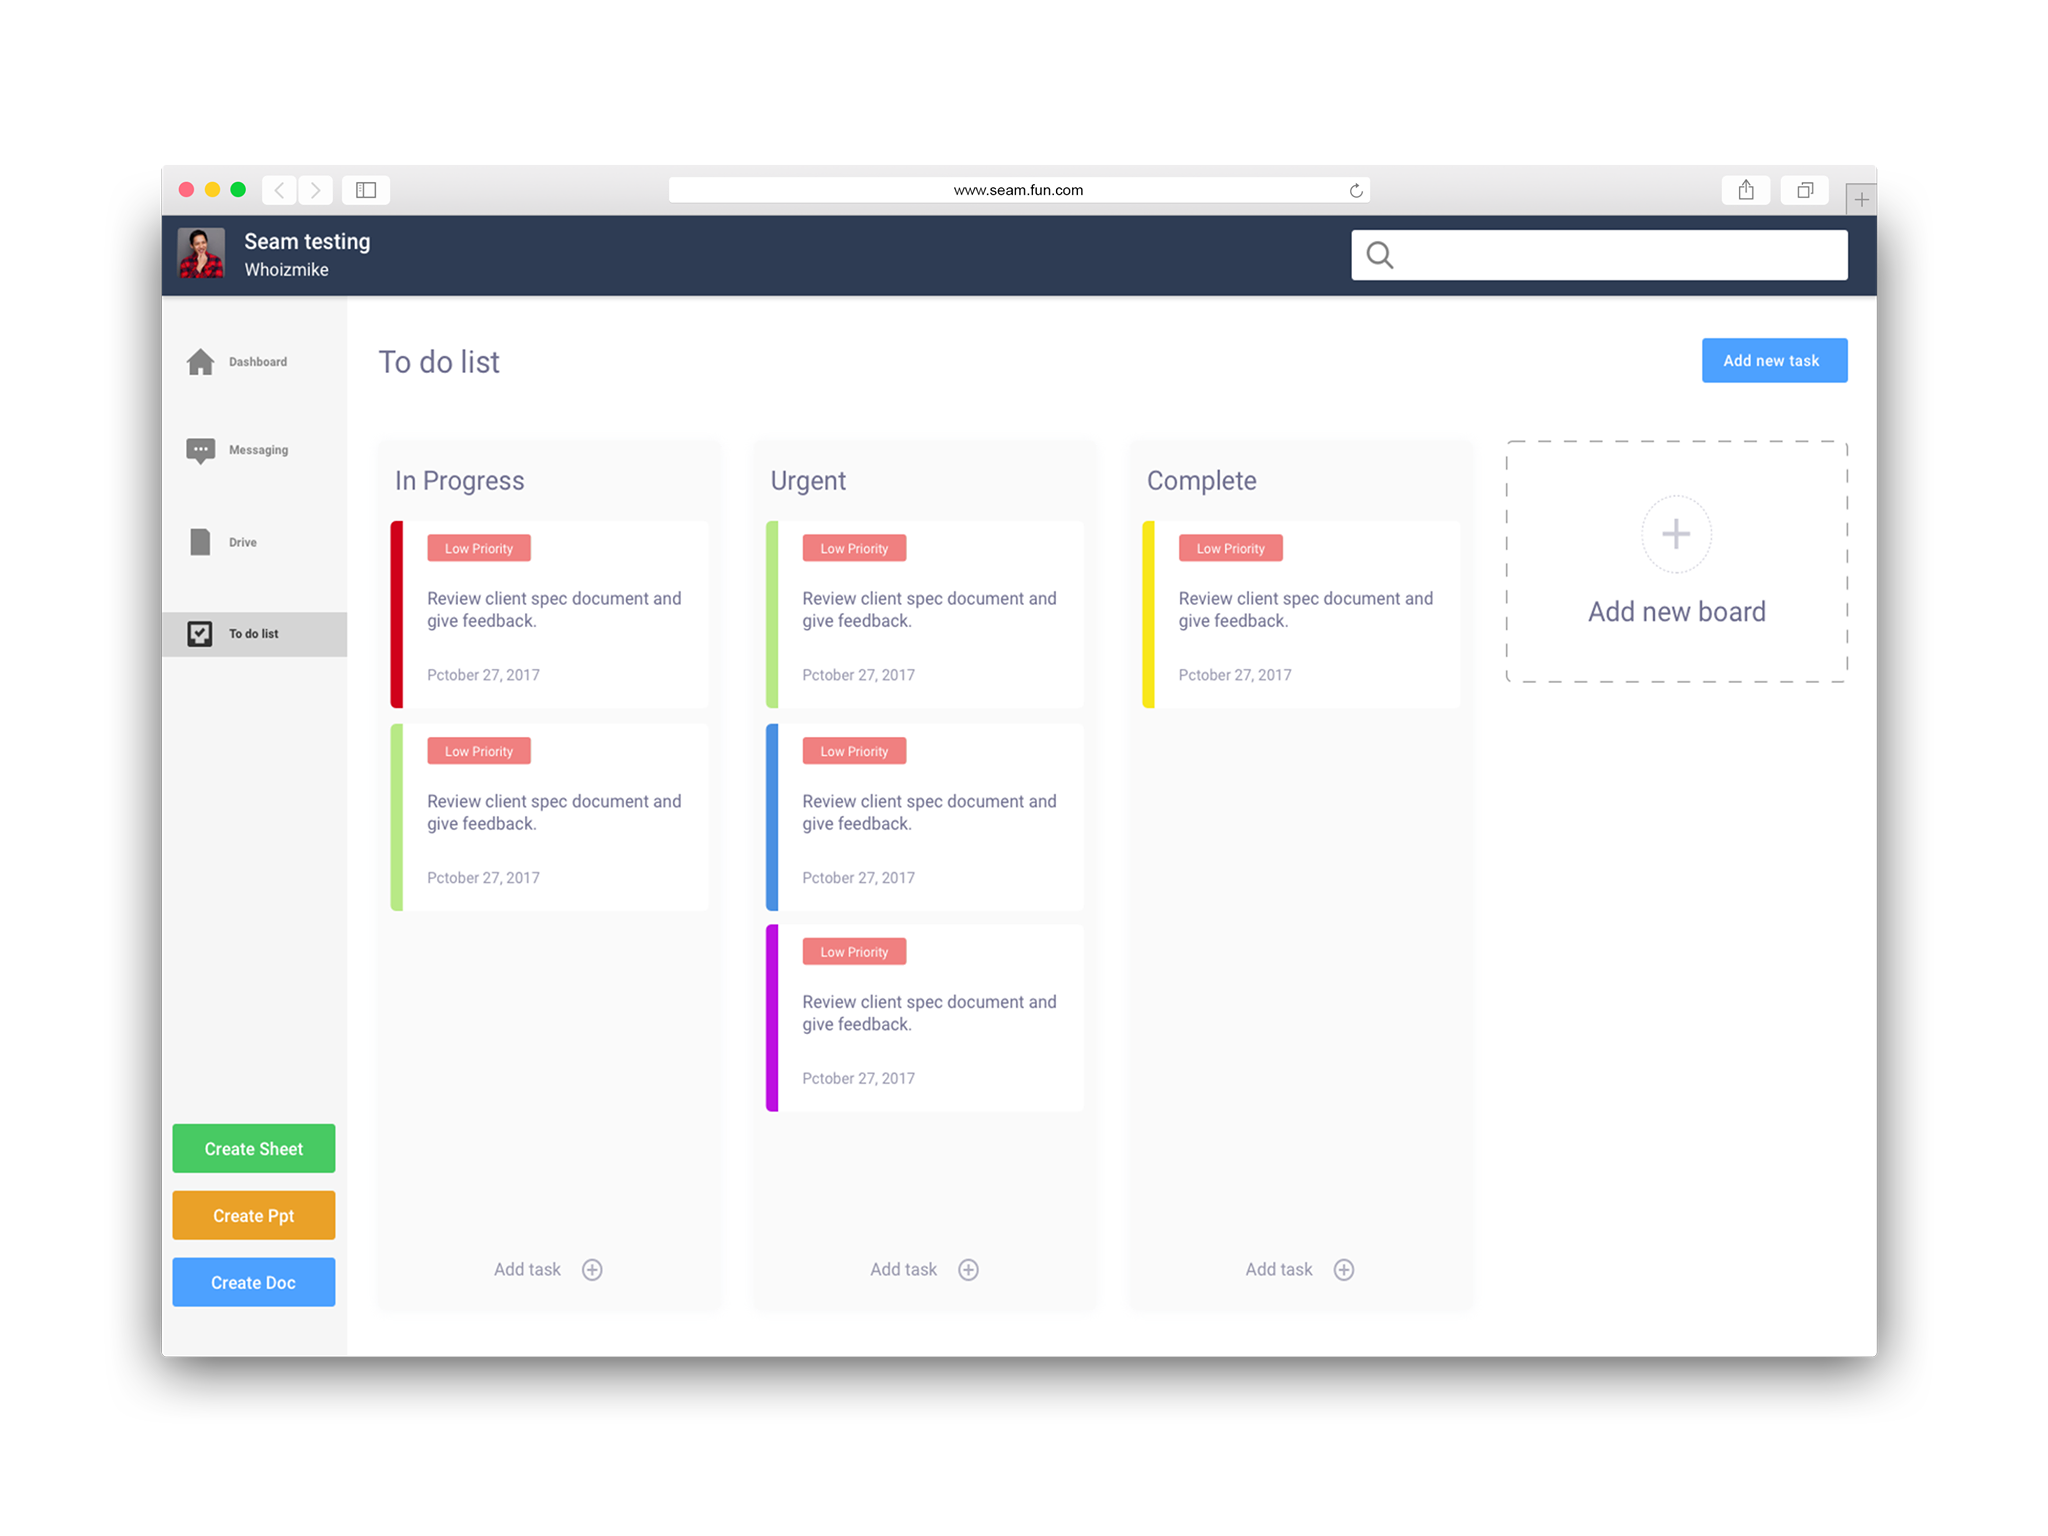 www.seam.fun.com
Seam testing
Whoizmike
Dashboard
Messaging
Drive
To do list
Create Sheet
Create Ppt
Create Doc
To do list
Add new task
In Progress
Low Priority
Review client spec document and
give feedback.
Pctober 27, 2017
Low Priority
Review client spec document and
give feedback.
Pctober 27, 2017
Add task
Urgent
Low Priority
Review client spec document and
give feedback.
Pctober 27, 2017
Low Priority
Review client spec document and
give feedback.
Pctober 27, 2017
Low Priority
Review client spec document and
give feedback.
Pctober 27, 2017
Add task
Complete
Low Priority
Review client spec document and
give feedback.
Pctober 27, 2017
Add task
Add new board